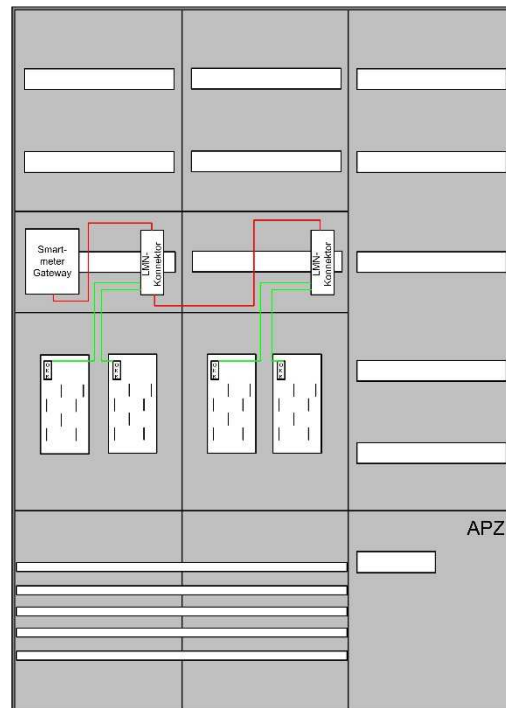 Smart-
meter
Gateway
LMN-
Konnektor
LMN-
Konnektor
APZ